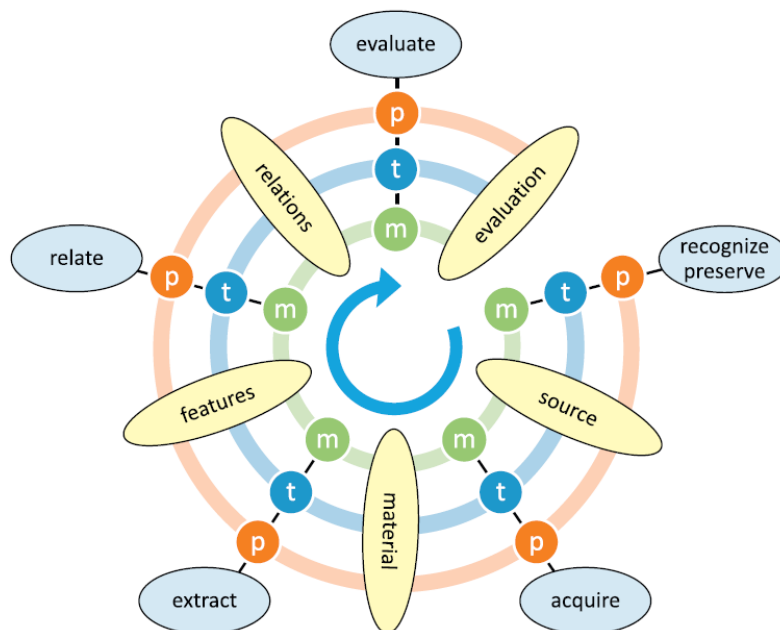 evaluate
p
t
m
relations
evaluation
relate
p
t
m
recognize
preserve
m
t
p
features
source
m
t
p
material
m
t
p
extract
acquire